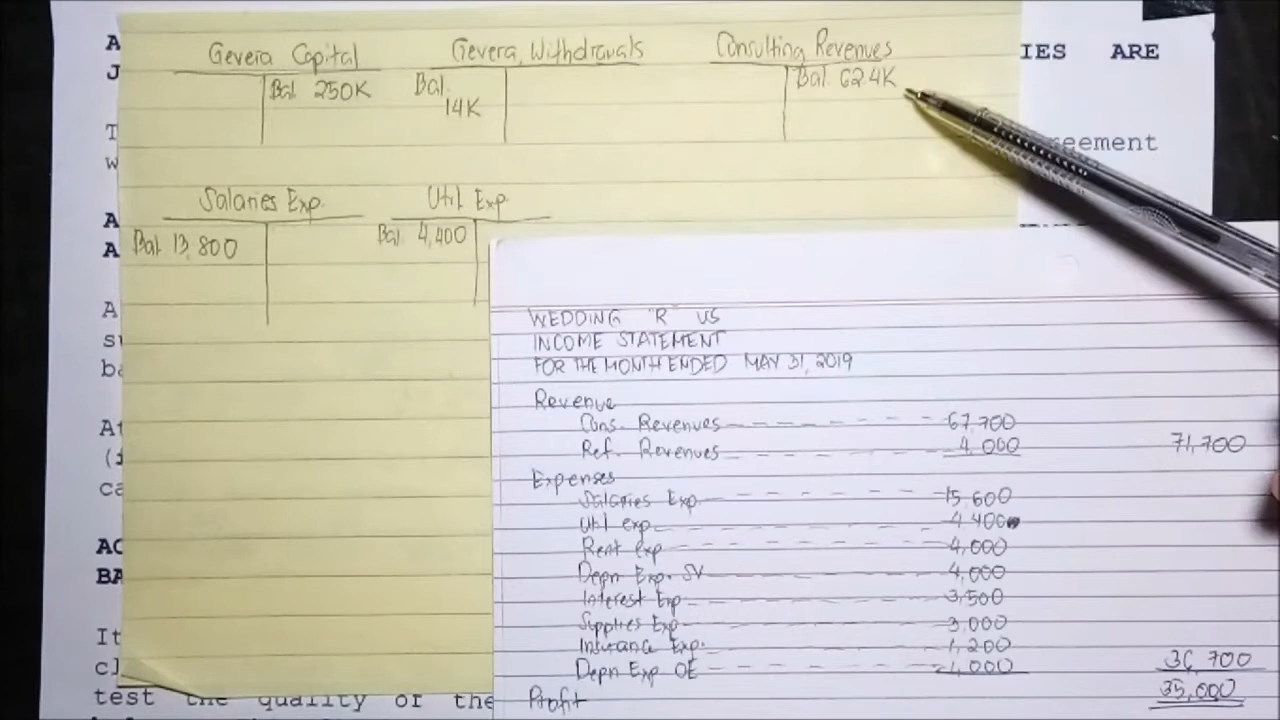 Gevera Capital Gevera, Withdrawals Consulting Revenues
Bal. 250K Bal. 14K Bal. 62.4K
Salaries Exp. Util. Exp.
Bal. 13,800 Bal. 4,400
WEDDING "R" US
INCOME STATEMENT
FOR THE MONTH ENDED MAY 31, 2019
Revenue
Cons. Revenues 67,700
Ref. Revenues 4,000 71,700
Expenses
Salaries Exp. 15,600
Util exp. 4,400
Rent exp 4,000
Depn Exp. SV 4,000
Interest Exp. 3,500
Supplies Exp 3,000
Insurance Exp. 1,200
Depn Exp OE 1,000 36,700
Profit 35,000
IES ARE
reement
It
test the quality of the